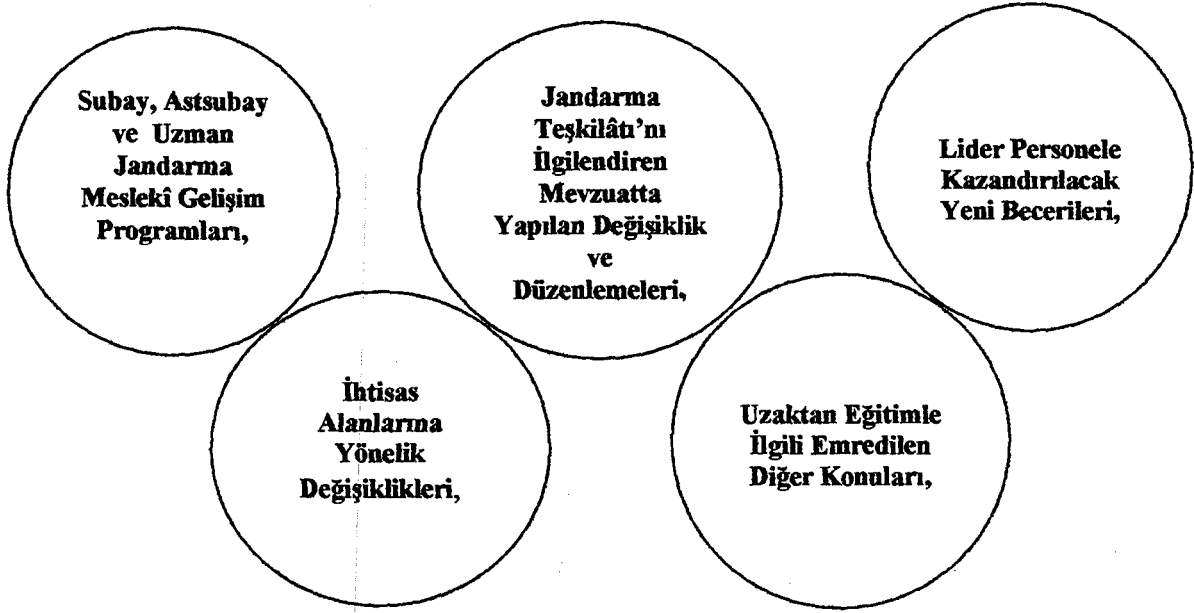 Subay, Astsubay
ve Uzman
Jandarma
Meslekî Gelişim
Programları,
Jandarma
Teşkilâtı'nı
İlgilendiren
Mevzuatta
Yapılan Değişiklik
ve
Düzenlemeleri,
Lider Personele
Kazandırılacak
Yeni Becerileri,
İhtisas
Alanlarına
Yönelik
Değişiklikleri,
Uzaktan Eğitimle
İlgili Emredilen
Diğer Konuları,